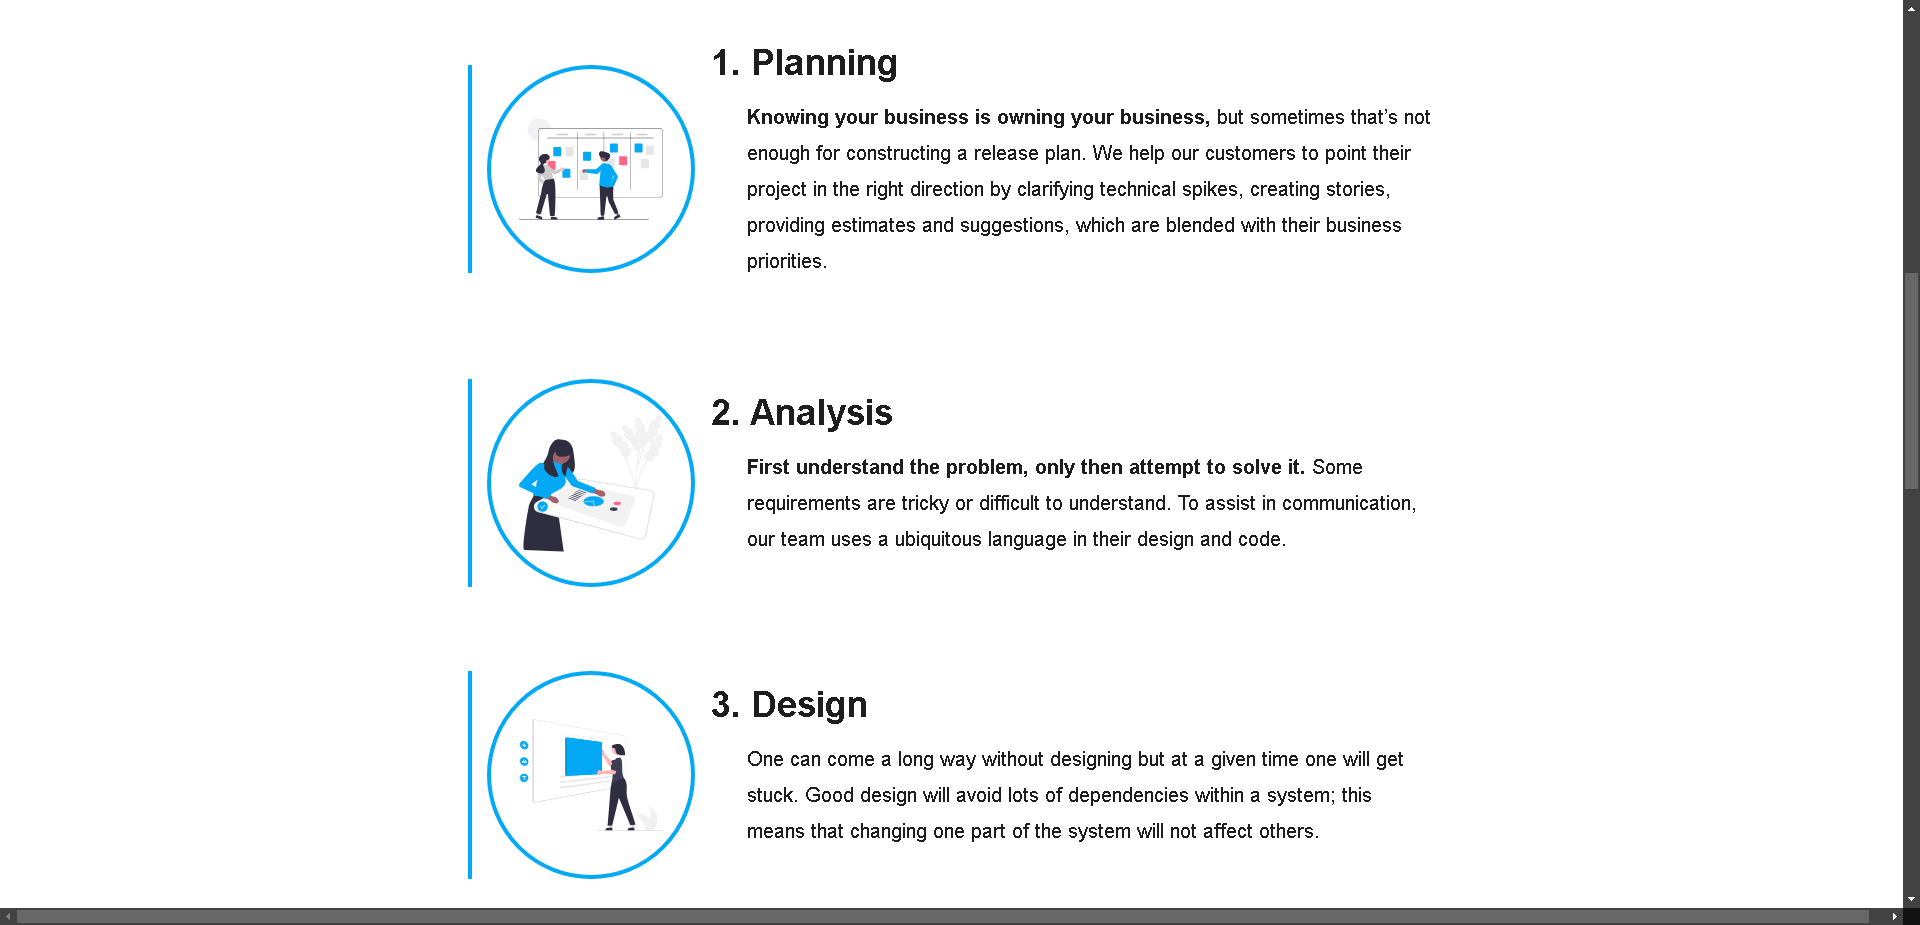 1. Planning
Knowing your business is owning your business, but sometimes that’s not
enough for constructing a release plan. We help our customers to point their
project in the right direction by clarifying technical spikes, creating stories,
providing estimates and suggestions, which are blended with their business
priorities.
2. Analysis
First understand the problem, only then attempt to solve it. Some
requirements are tricky or difficult to understand. To assist in communication,
our team uses a ubiquitous language in their design and code.
3. Design
One can come a long way without designing but at a given time one will get
stuck. Good design will avoid lots of dependencies within a system; this
means that changing one part of the system will not affect others.